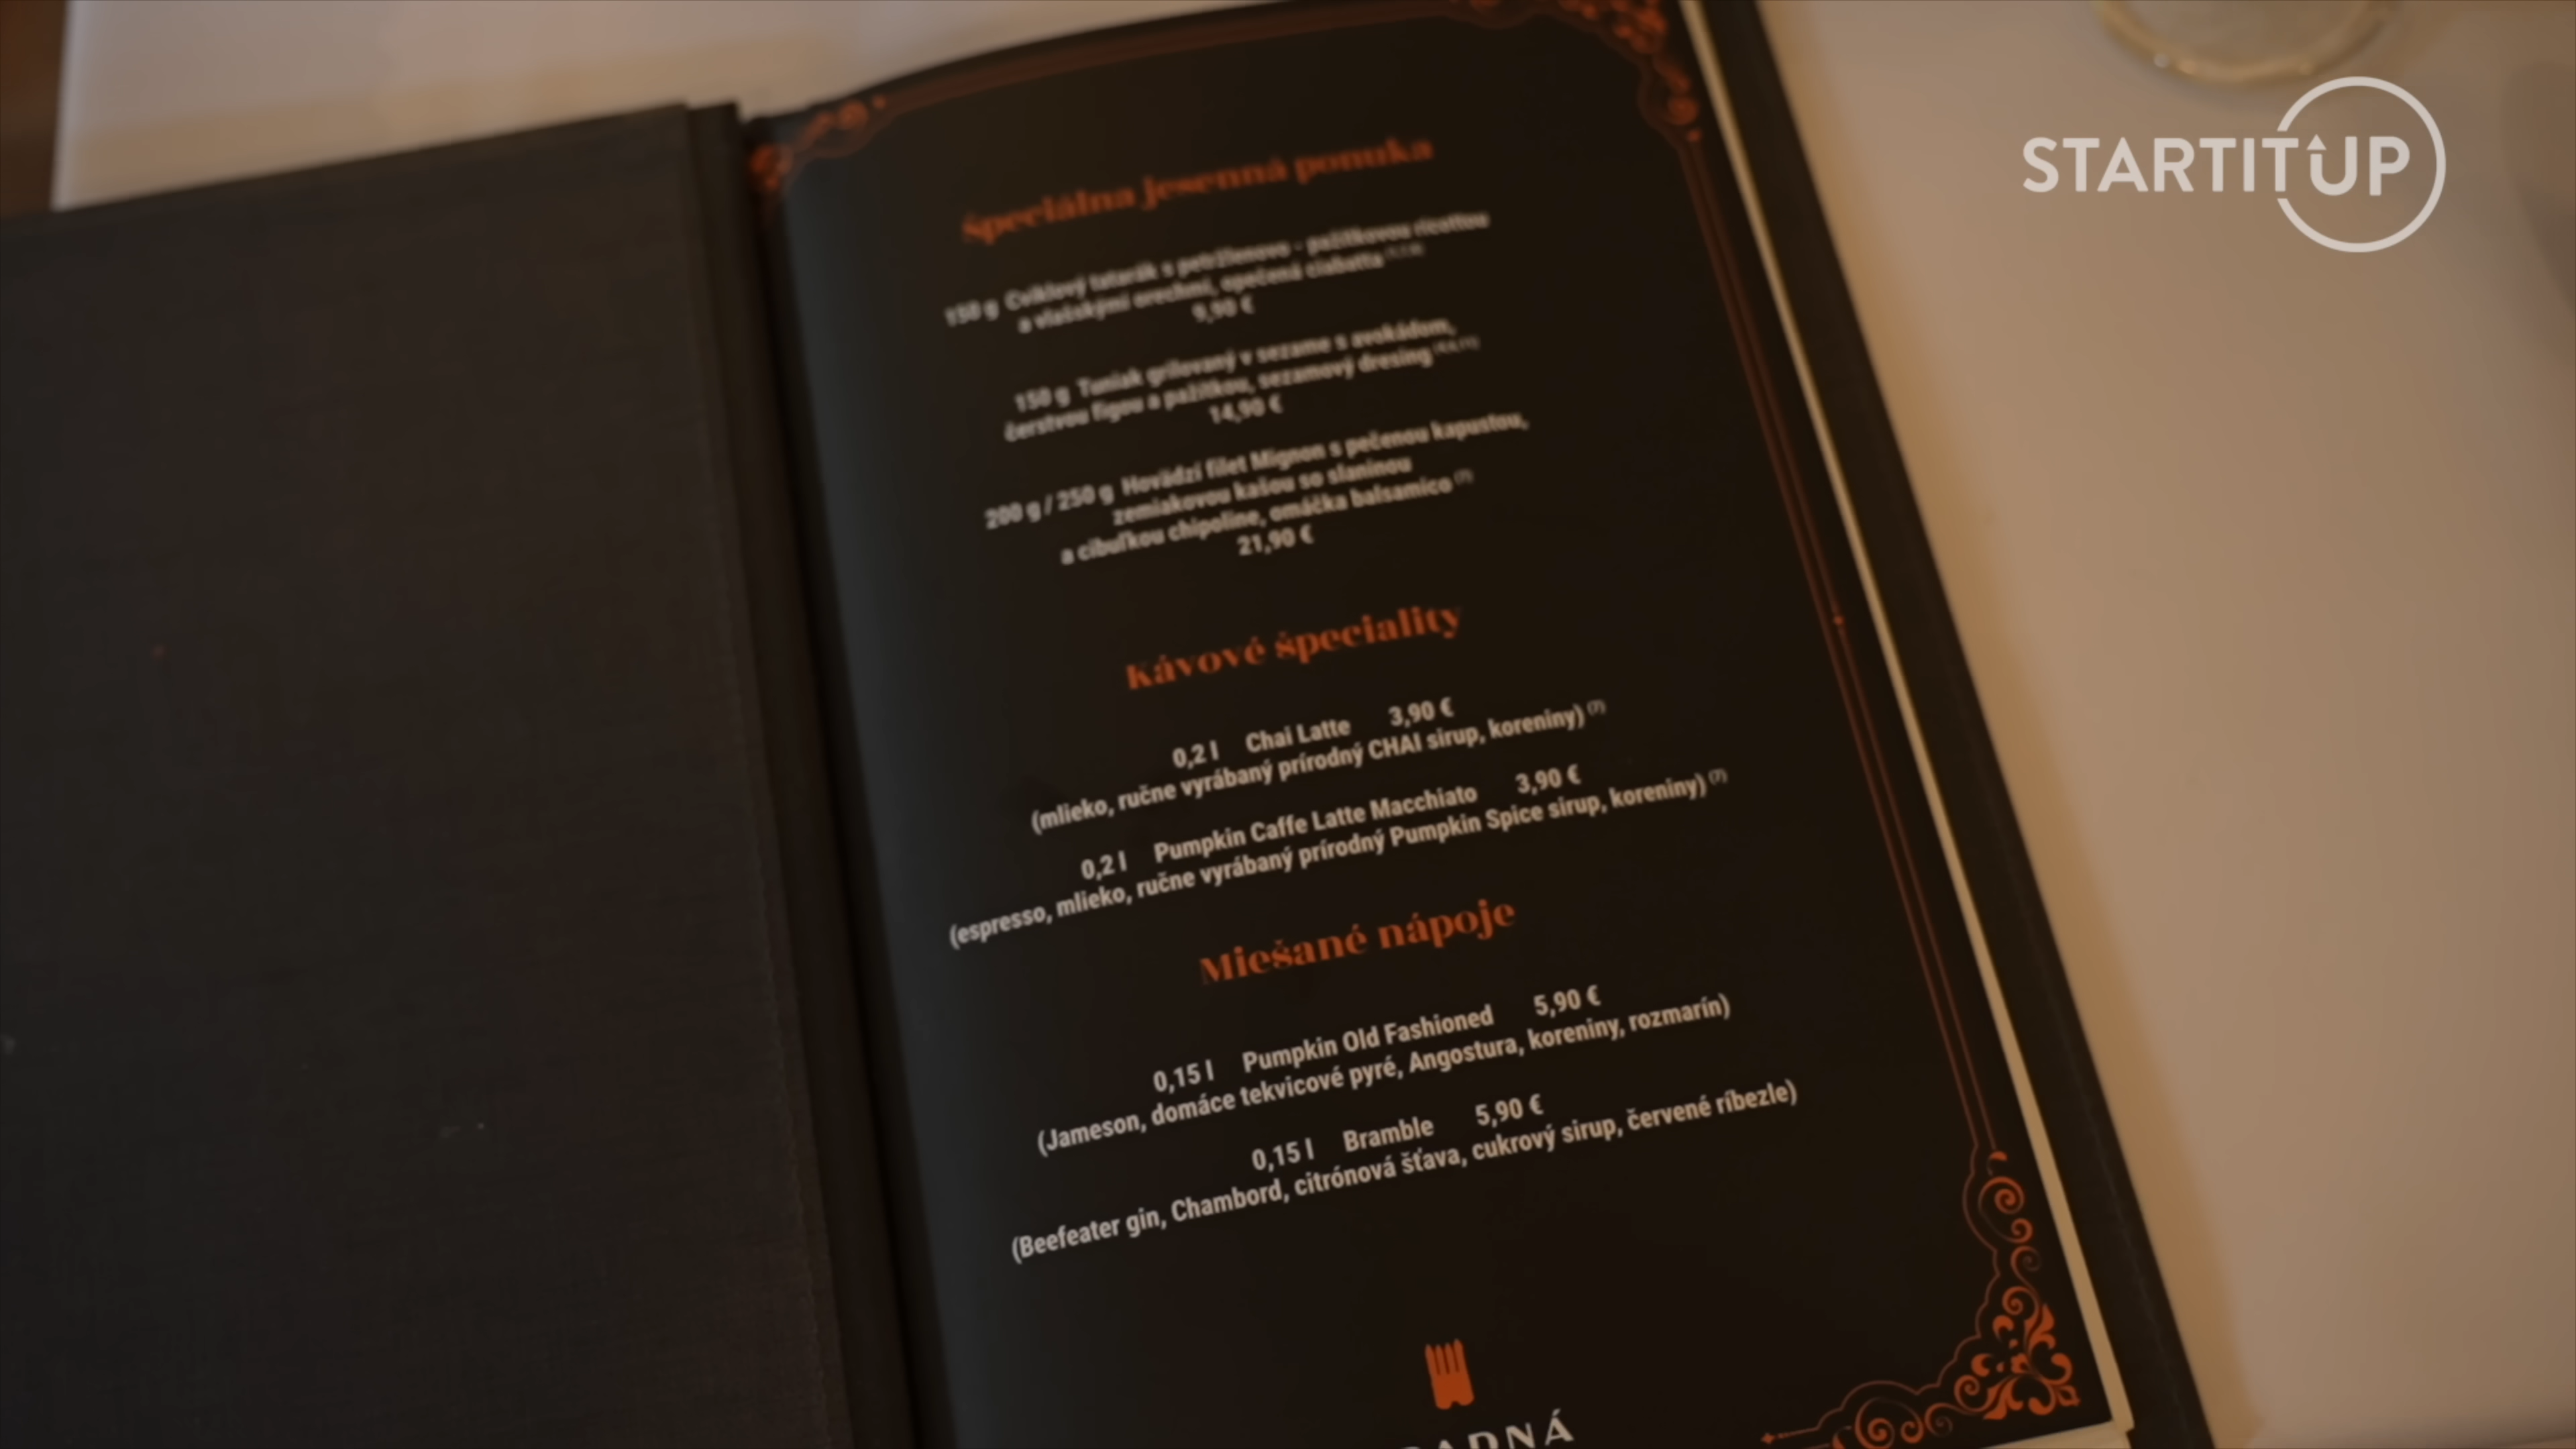 STARTITUP
Špeciálna jesenná ponuka
150 g Cviklový tatarák s petržlenovo - pažítkovou ricottou
a vlašskými orechmi, opečená ciabatta
9,90 €
150 g Tuniak grilovaný v sezame s avokádom,
čerstvou figou a pažítkou, sezamový dresing
14,90 €
200 g / 250 g Hovädzí filet Mignon s pečenou kapustou,
zemiakovou kašou so slaninou
a cibuľkou chipoline, omáčka balsamico (7)
21,90 €
Kávové špeciality
0,2 l Chai Latte 3,90 €
(mlieko, ručne vyrábaný prírodný CHAI sirup, koreniny) (7)
0,2 l Pumpkin Caffe Latte Macchiato 3,90 €
(espresso, mlieko, ručne vyrábaný prírodný Pumpkin Spice sirup, koreniny) (7)
Miešané nápoje
0,15 l Pumpkin Old Fashioned 5,90 €
(Jameson, domáce tekvicové pyré, Angostura, koreniny, rozmarín)
0,15 l Bramble 5,90 €
(Beefeater gin, Chambord, citrónová šťava, cukrový sirup, červené ríbezle)